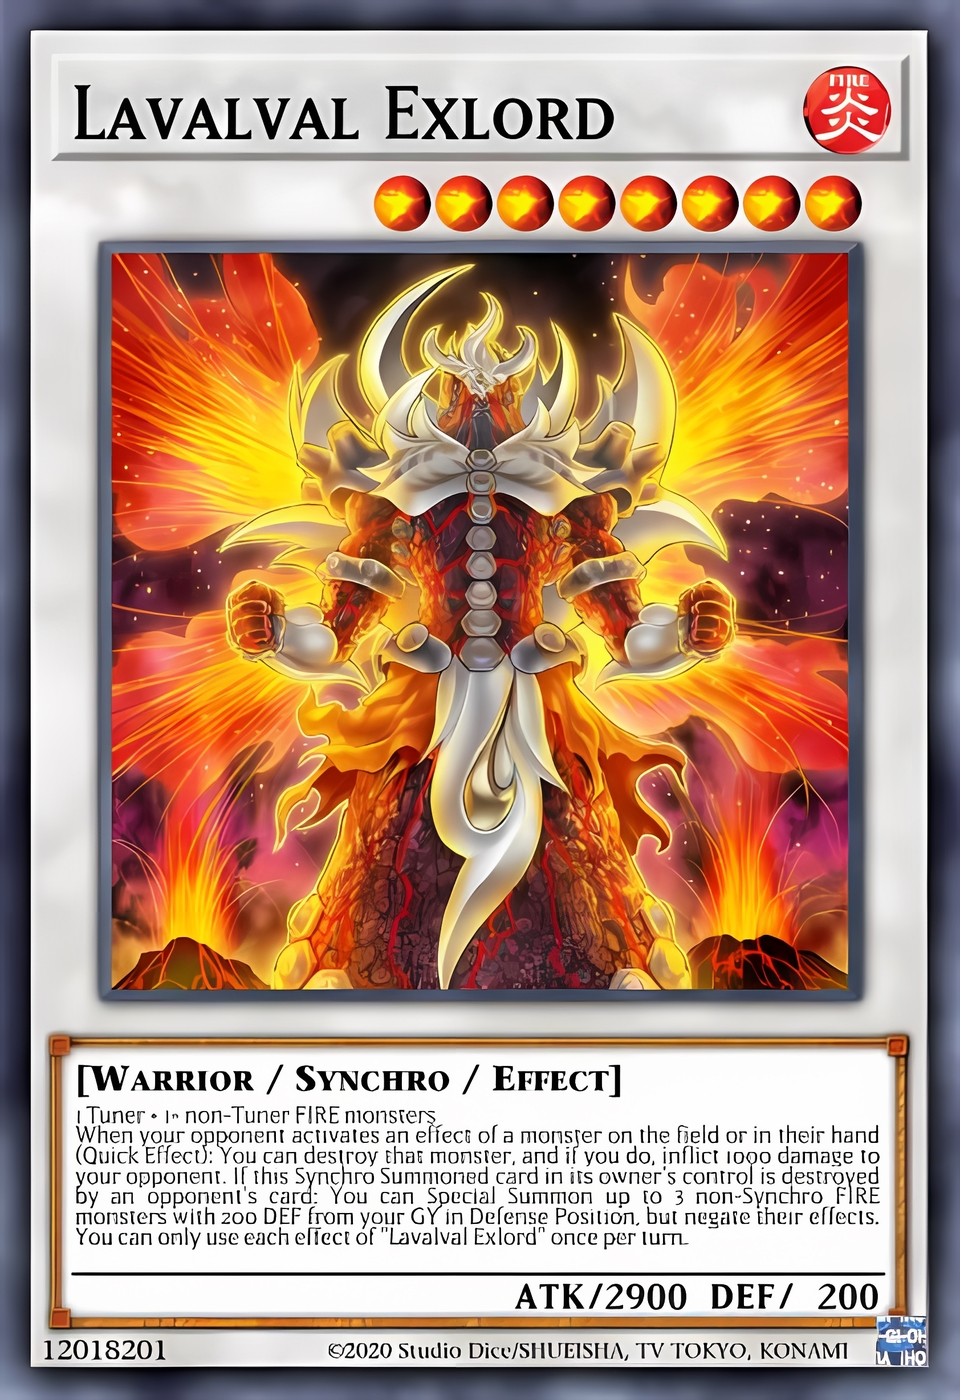 LAVALVAL EXLORD
炎
[WARRIOR / SYNCHRO / EFFECT]
1 Tuner + 1+ non-Tuner FIRE monsters
When your opponent activates an effect of a monster on the field or in their hand
(Quick Effect): You can destroy that monster, and if you do, inflict 1000 damage to
your opponent. If this Synchro Summoned card in its owner's control is destroyed
by an opponent's card: You can Special Summon up to 3 non-Synchro FIRE
monsters with 200 DEF from your GY in Defense Position, but negate their effects.
You can only use each effect of "Lavalval Exlord" once per turn.
ATK/2900 DEF/ 200
12018201
©2020 Studio Dice/SHUEISHA, TV TOKYO, KONAMI